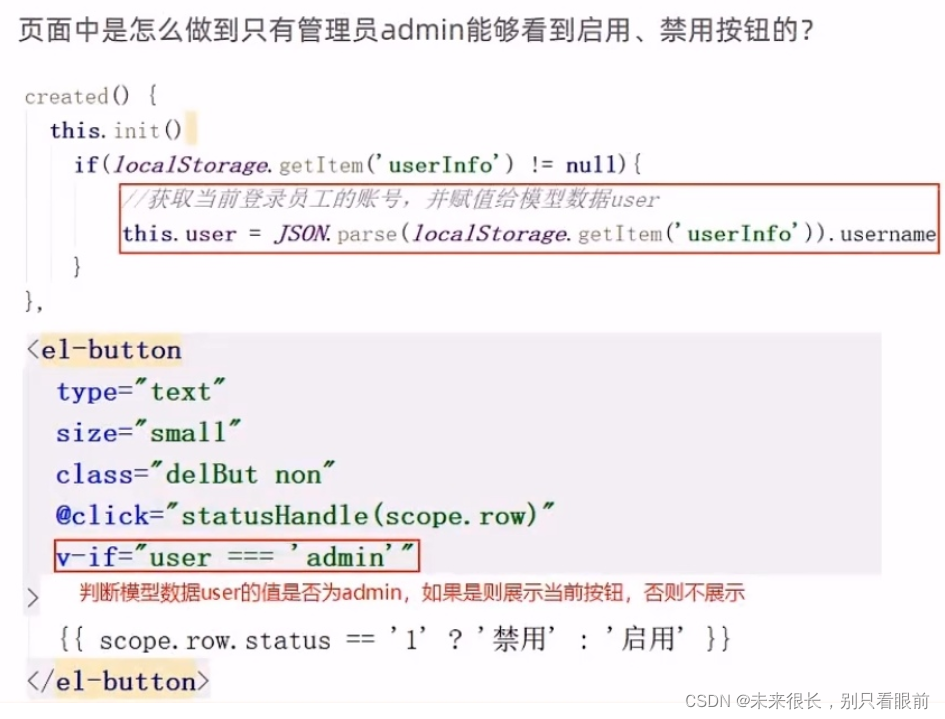 页面中是怎么做到只有管理员admin能够看到启用、禁用按钮的？
created() {
this.init()
if(localStorage.getItem('userInfo') != null){
//获取当前登录员工的账号，并赋值给模型数据user
this.user = JSON.parse(localStorage.getItem('userInfo')).username
}
},
<el-button
type="text"
size="small"
class="delBut non"
@click="statusHandle(scope.row)"
v-if="user === 'admin'"
> 判断模型数据user的值是否为admin，如果是则展示当前按钮，否则不展示
{{ scope.row.status == '1' ? '禁用' : '启用' }}
</el-button>
CSDN @未来很长，别只看眼前